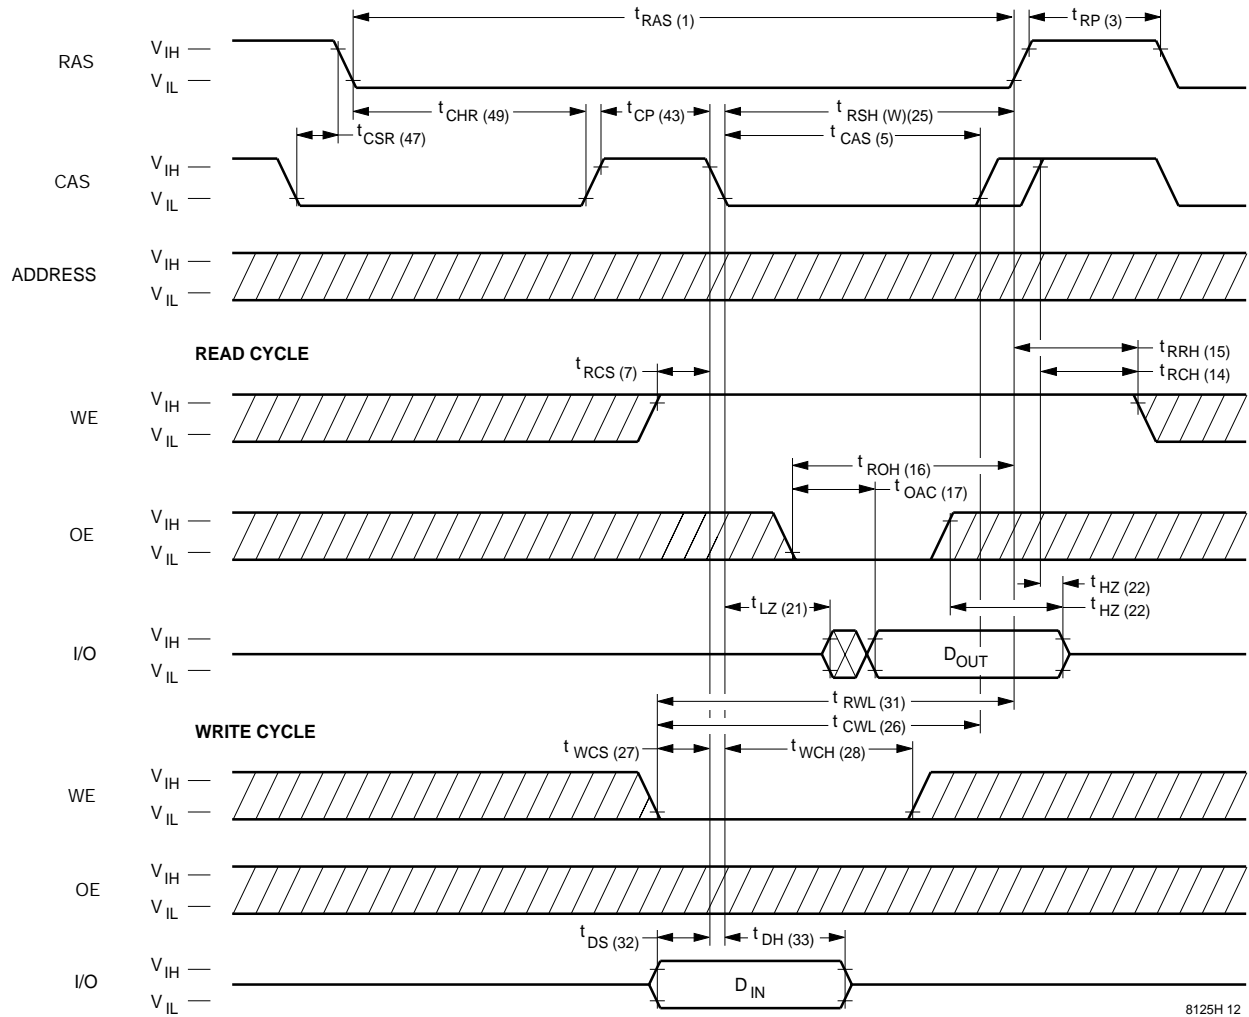 t RAS (1)
t RP (3)
RAS
V IH
V IL
t CHR (49)
t CP (43)
t RSH (W)(25)
t CSR (47)
t CAS (5)
CAS
V IH
V IL
ADDRESS
V IH
V IL
READ CYCLE
t RCS (7)
t RRH (15)
t RCH (14)
WE
V IH
V IL
t ROH (16)
t OAC (17)
OE
V IH
V IL
t HZ (22)
t LZ (21)
t HZ (22)
I/O
V IH
V IL
D OUT
t RWL (31)
WRITE CYCLE
t CWL (26)
t WCS (27)
t WCH (28)
WE
V IH
V IL
OE
V IH
V IL
t DS (32)
t DH (33)
I/O
V IH
V IL
D IN
8125H 12